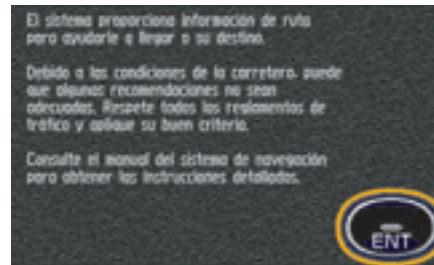 El sistema proporciona información de ruta
para ayudarle a llegar a su destino.
Debido a las condiciones de la carretera, puede
que algunas recomendaciones no sean
adecuadas. Respete todos los reglamentos de
tráfico y aplique su buen criterio.
Consulte el manual del sistema de navegación
para obtener las instrucciones detalladas.
ENT